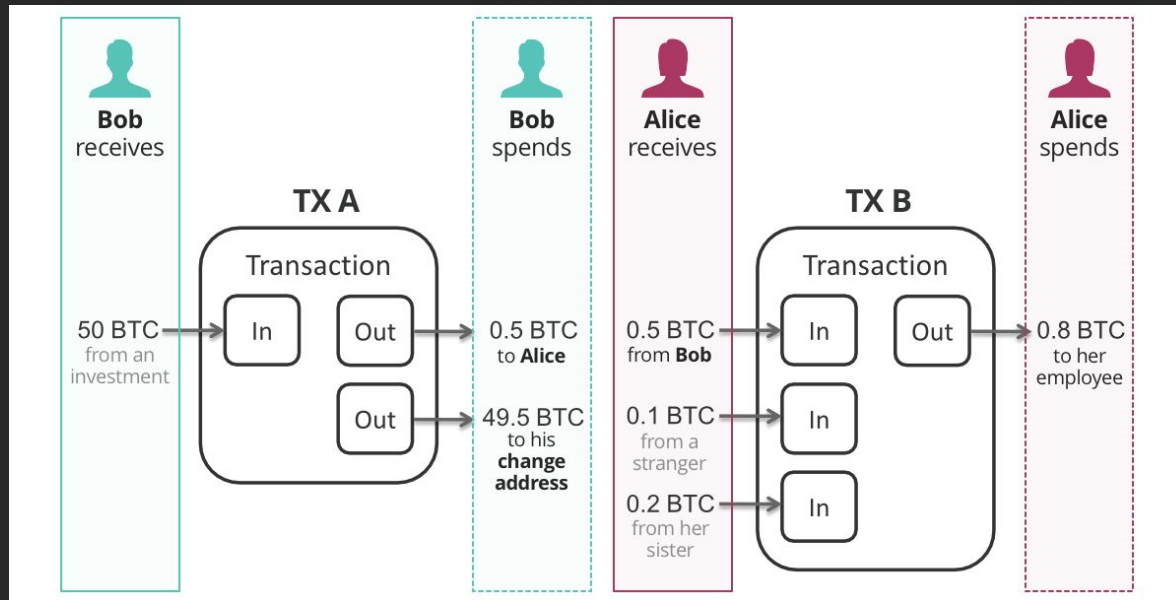 Bob
receives
Bob
spends
Alice
receives
Alice
spends
TX A
Transaction
50 BTC
from an
investment
In
Out
0.5 BTC
to Alice
Out
49.5 BTC
to his
change
address
TX B
Transaction
0.5 BTC
from Bob
In
Out
0.8 BTC
to her
employee
0.1 BTC
from a
stranger
In
0.2 BTC
from her
sister
In